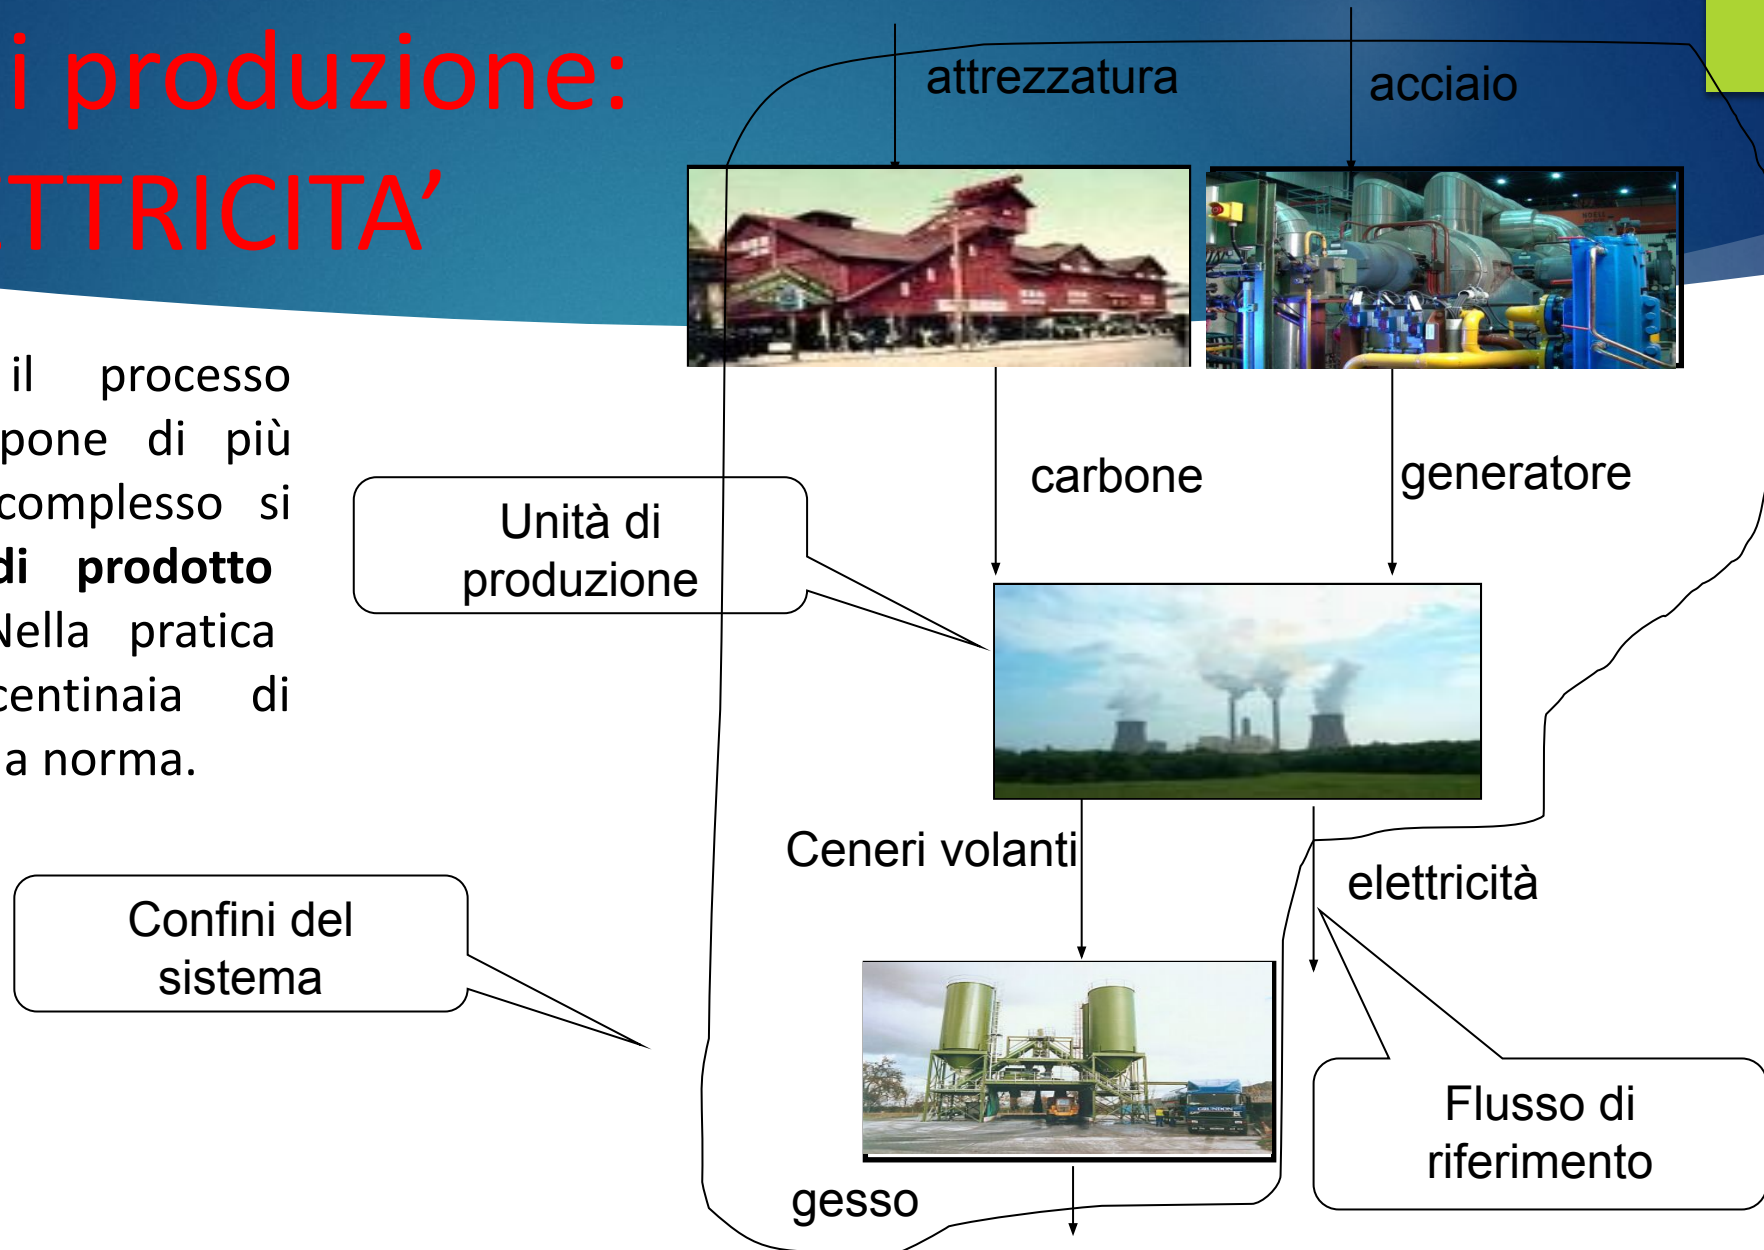 i produzione:
TTRICITA’
il processo
pone di più
complesso si
di prodotto
Nella pratica
centinaia di
a norma.
attrezzatura
acciaio
carbone
generatore
Unità di
produzione
Ceneri volanti
elettricità
Confini del
sistema
Flusso di
riferimento
gesso